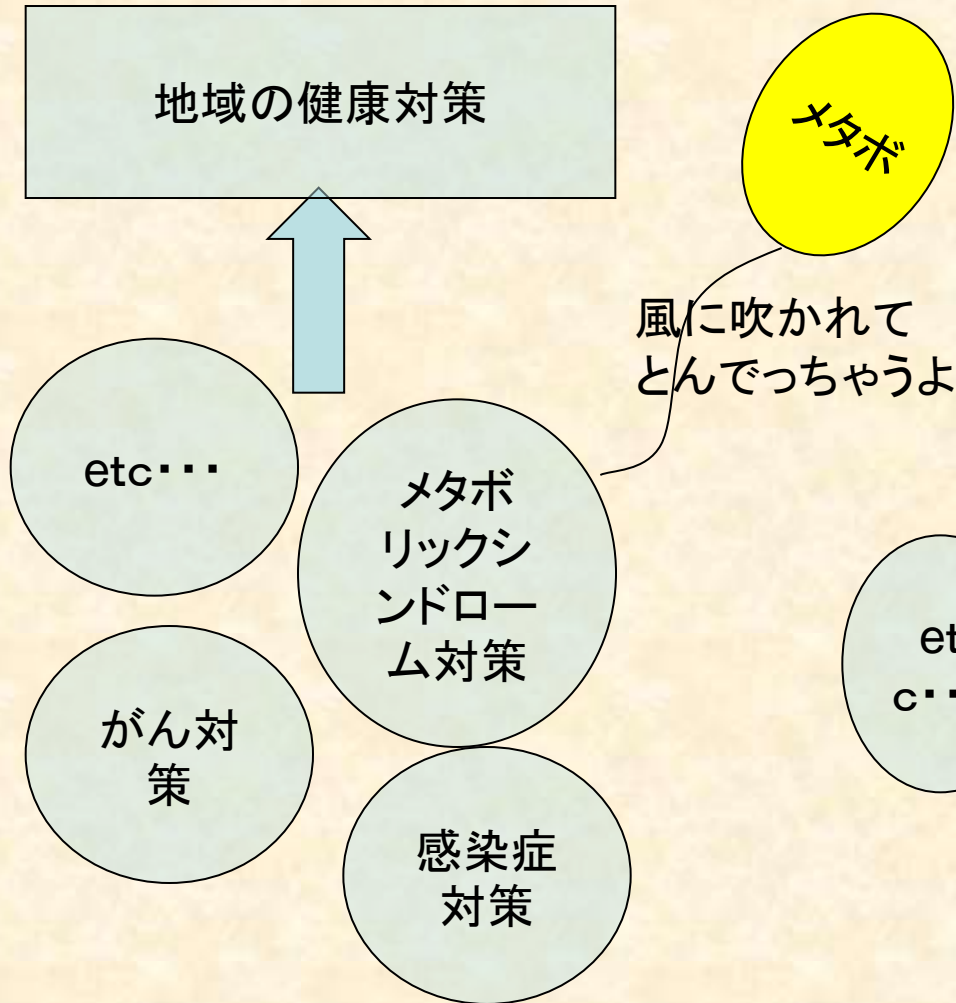 地域の健康対策
メタボ
風に吹かれて
とんでっちゃうよ
etc・・・
メタボ
リックシ
ンドロー
ム対策
et
c・・
がん対
策
感染症
対策